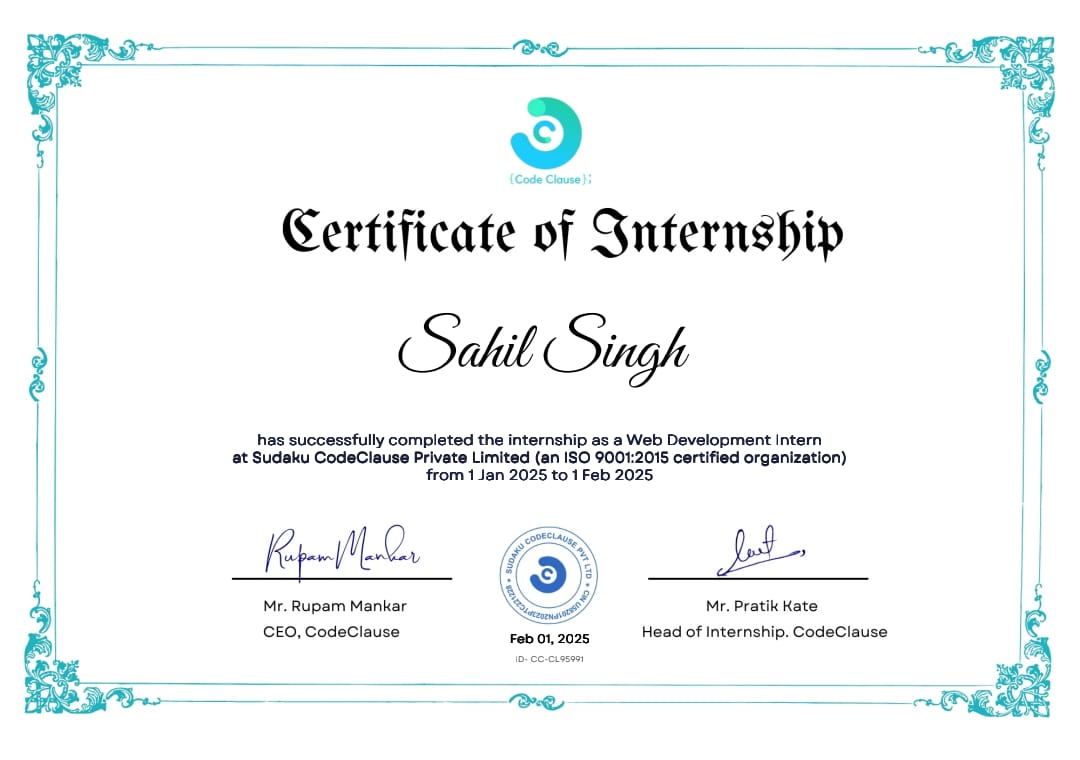 {Code Clause};
Certificate of Internship
Sahil Singh
has successfully completed the internship as a Web Development Intern
at Sudaku CodeClause Private Limited (an ISO 9001:2015 certified organization)
from 1 Jan 2025 to 1 Feb 2025
Rupam Mankar
Mr. Rupam Mankar
CEO, CodeClause
SUDAKU CODECLAUSE PVT LTD
Feb 01, 2025
ID- CC-CL95991
Mr. Pratik Kate
Head of Internship. CodeClause